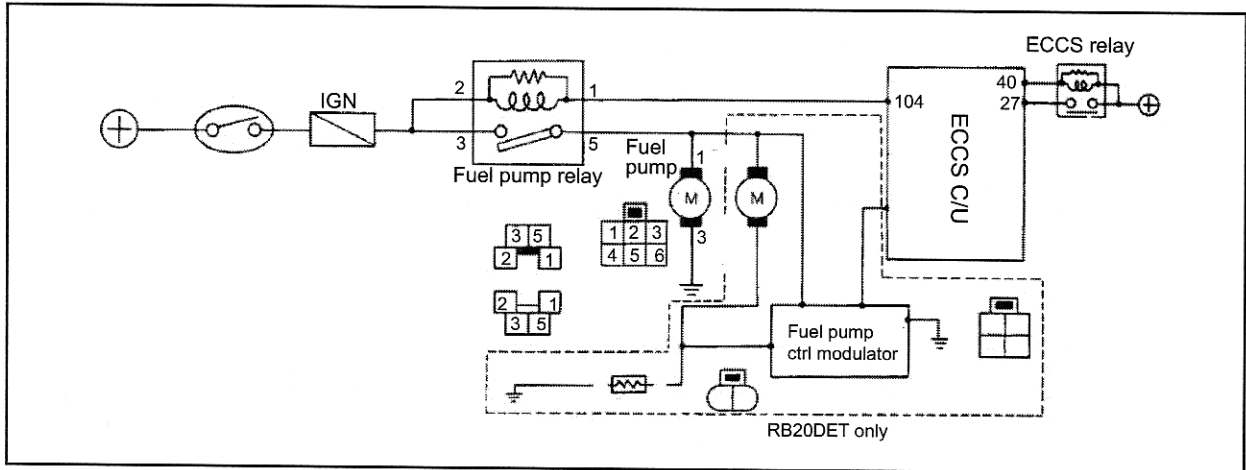 ECCS relay
IGN
2
1
3
5
Fuel pump relay
Fuel
pump
1
M
3
M
104
40
27
ECCS C/U
3 5
2 1
2 1
3 5
1 2 3
4 5 6
Fuel pump
ctrl modulator
RB20DET only